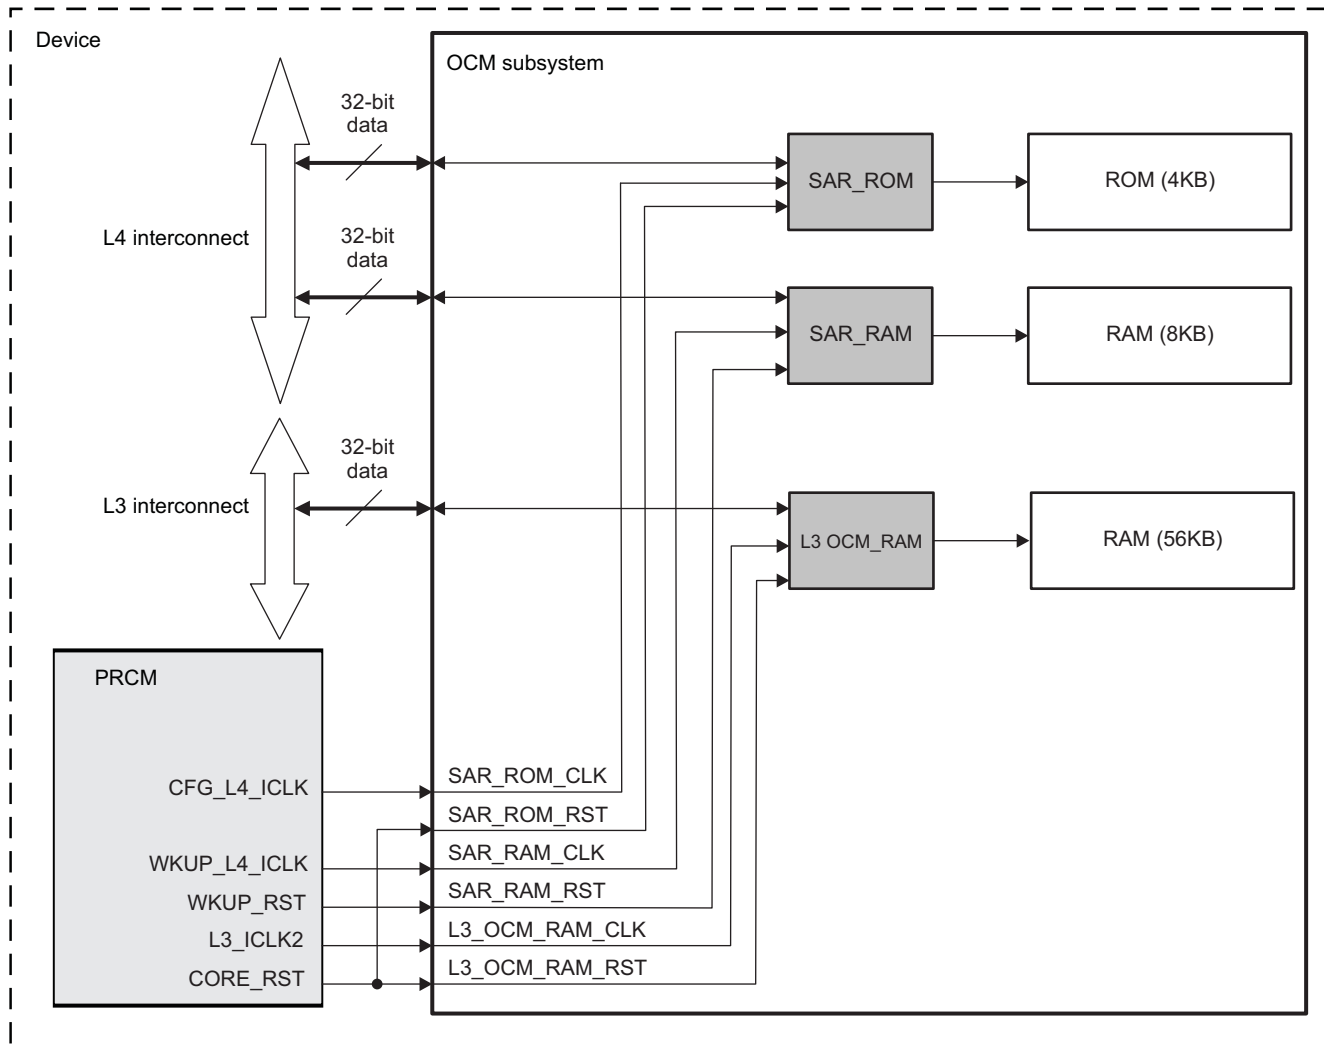 Device
OCM subsystem
32-bit
data
SAR_ROM
ROM (4KB)
L4 interconnect
32-bit
data
SAR_RAM
RAM (8KB)
32-bit
data
L3 interconnect
L3 OCM_RAM
RAM (56KB)
PRCM
CFG_L4_ICLK
SAR_ROM_CLK
SAR_ROM_RST
WKUP_L4_ICLK
SAR_RAM_CLK
WKUP_RST
SAR_RAM_RST
L3_ICLK2
L3_OCM_RAM_CLK
CORE_RST
L3_OCM_RAM_RST